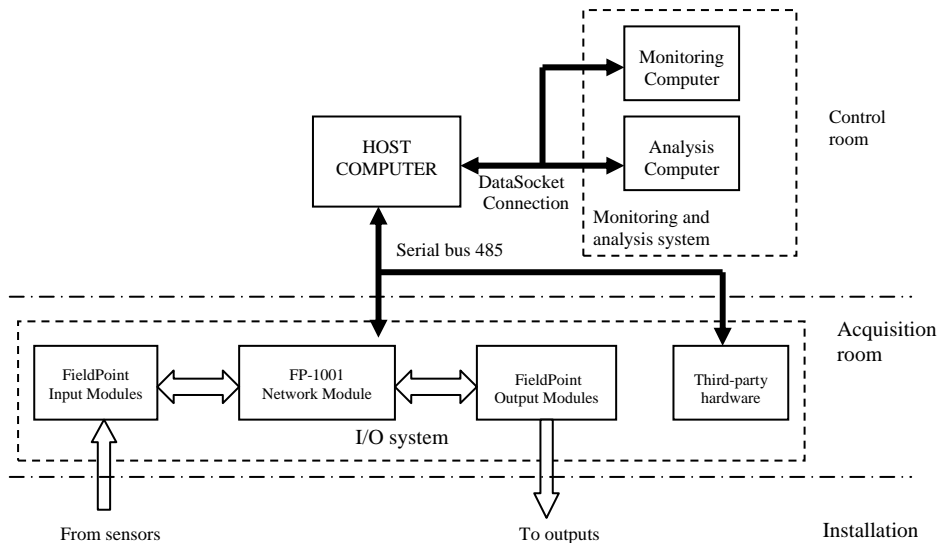 Monitoring
Computer
Control
room
HOST
COMPUTER
Analysis
Computer
DataSocket
Connection
Monitoring and
analysis system
Serial bus 485
Acquisition
room
FieldPoint
Input Modules
FP-1001
Network Module
FieldPoint
Output Modules
Third-party
hardware
I/O system
From sensors
To outputs
Installation